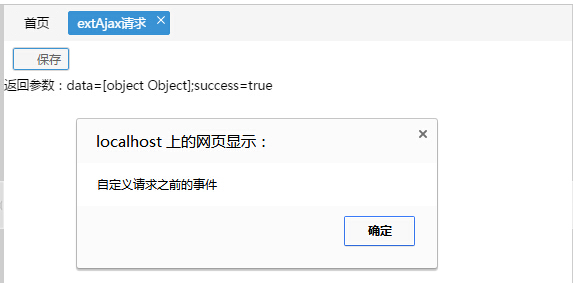 首页 extAjax请求
保存
返回参数：data=[object Object];success=true
localhost 上的网页显示：
自定义请求之前的事件
确定